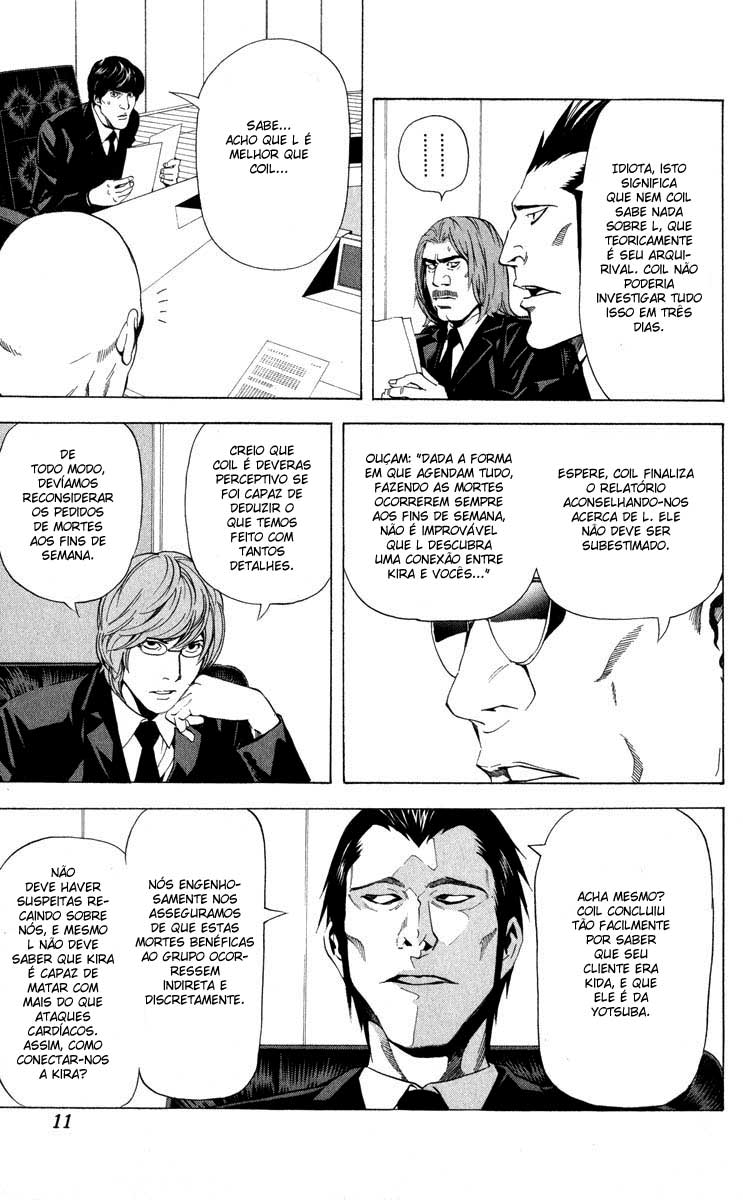 IDIOTA, ISTO
SIGNIFICA
QUE NEM COIL
SABE NADA
SOBRE L, QUE
TEORICAMENTE
É SEU ARQUI-
RIVAL. COIL NÃO
PODERIA
INVESTIGAR TUDO
ISSO EM TRÊS
DIAS.
SABE...
ACHO QUE L É
MELHOR QUE
COIL...
ESPERE, COIL FINALIZA
O RELATÓRIO
ACONSELHANDO-NOS
ACERCA DE L. ELE
NÃO DEVE SER
SUBESTIMADO.
OUÇAM: "DADA A FORMA
EM QUE AGENDAM TUDO,
FAZENDO AS MORTES
OCORREREM SEMPRE
AOS FINS DE SEMANA,
NÃO É IMPROVÁVEL
QUE L DESCUBRA
UMA CONEXÃO ENTRE
KIRA E VOCÊS..."
CREIO QUE
COIL É DEVERAS
PERCEPTIVO SE
FOI CAPAZ DE
DEDUZIR O
QUE TEMOS
FEITO COM
TANTOS
DETALHES.
DE
TODO MODO,
DEVÍAMOS
RECONSIDERAR
OS PEDIDOS
DE MORTES
AOS FINS DE
SEMANA.
ACHA MESMO?
COIL CONCLUIU
TÃO FACILMENTE
POR SABER
QUE SEU
CLIENTE ERA
KIDA, E QUE
ELE É DA
YOTSUBA.
NÓS ENGENHO-
SAMENTE NOS
ASSEGURAMOS
DE QUE ESTAS
MORTES BENÉFICAS
AO GRUPO OCOR-
RESSEM
INDIRETA E
DISCRETAMENTE.
NÃO
DEVE HAVER
SUSPEITAS RE-
CAINDO SOBRE
NÓS, E MESMO
L NÃO DEVE
SABER QUE KIRA
É CAPAZ DE
MATAR COM
MAIS DO QUE
ATAQUES
CARDÍACOS.
ASSIM, COMO
CONECTAR-NOS
A KIRA?
11